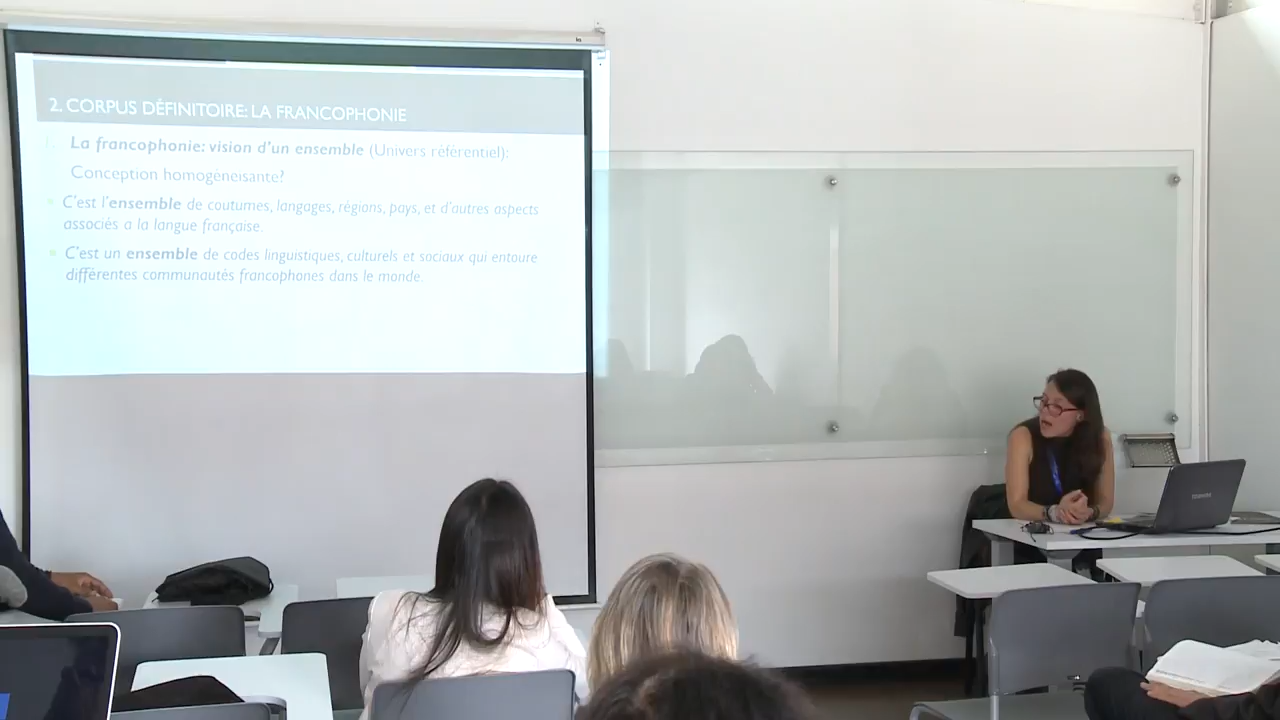 2. CORPUS DÉFINITOIRE: LA FRANCOPHONIE
La francophonie: vision d'un ensemble (Univers référentiel):
Conception homogénéisante?
C'est l'ensemble de coutumes, langages, régions, pays, et d'autres aspects
associés a la langue française.
C'est un ensemble de codes linguistiques, culturels et sociaux qui entoure
différentes communautés francophones dans le monde.
TOSHIBA